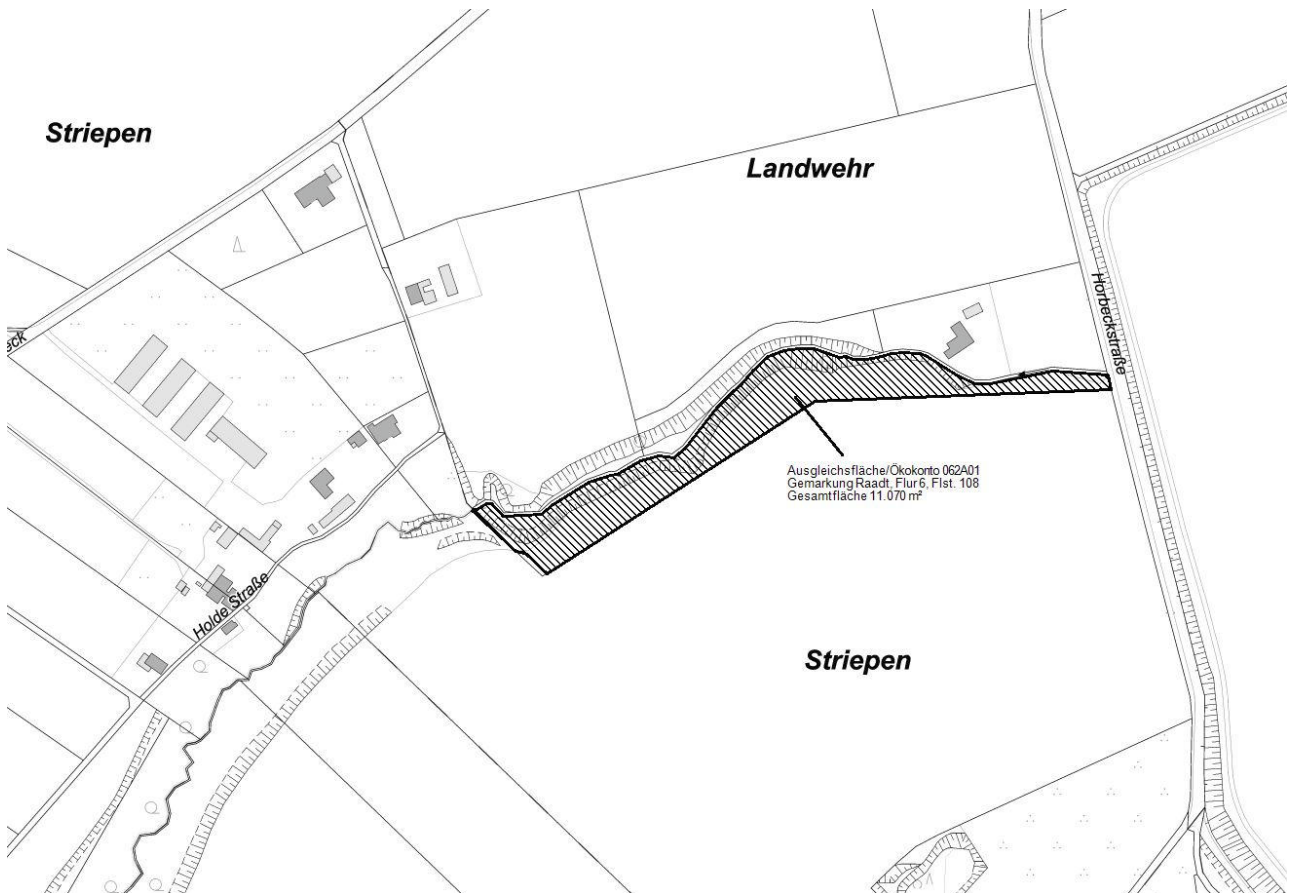 Striepen
Landwehr
Horbeckstraße
eck
Ausgleichsfläche/Ökokonto 062A01
Gemarkung Raadt, Flur 6, Flst. 108
Gesamtfläche 11.070 m²
Holde Straße
Striepen